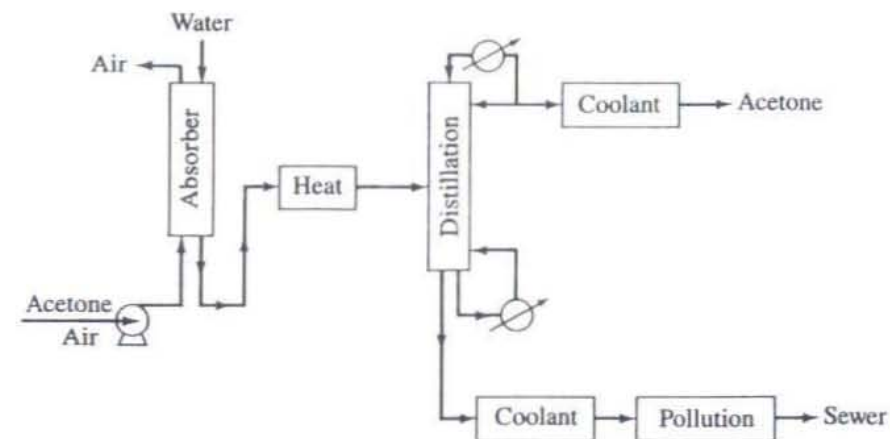 Water
Air
Absorber
Acetone
Air
Heat
Distillation
Coolant
Acetone
Coolant
Pollution
Sewer